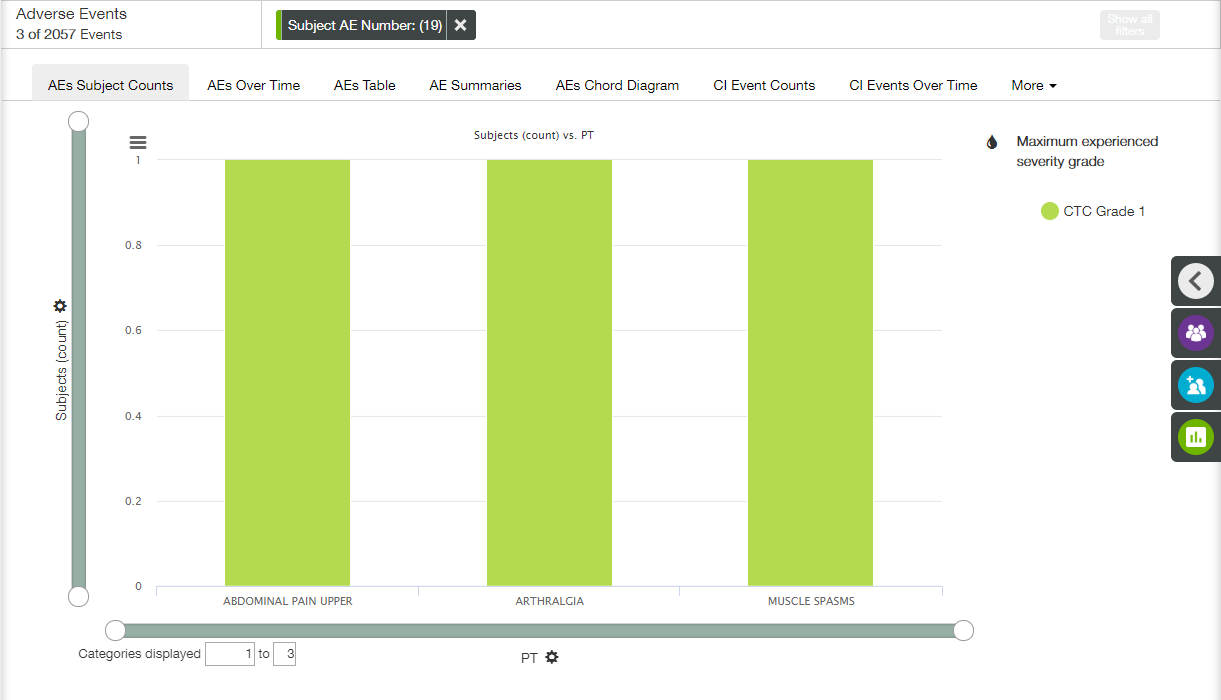 Adverse Events
3 of 2057 Events
Subject AE Number: (19)
Show all
filters
AEs Subject Counts
AEs Over Time
AEs Table
AE Summaries
AEs Chord Diagram
CI Event Counts
CI Events Over Time
More
Subjects (count) vs. PT
Maximum experienced
severity grade
CTC Grade 1
Subjects (count)
1
0.8
0.6
0.4
0.2
0
ABDOMINAL PAIN UPPER
ARTHRALGIA
MUSCLE SPASMS
Categories displayed 1 to 3
PT